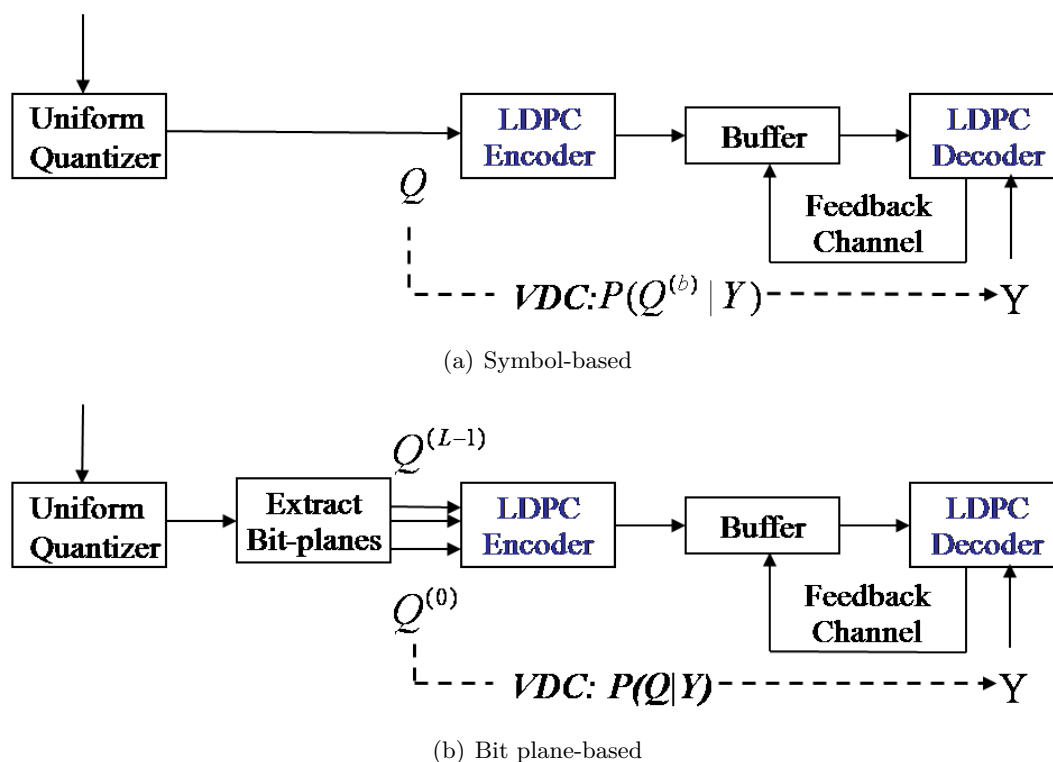 Uniform
Quantizer
LDPC
Encoder
Buffer
LDPC
Decoder
Q
Feedback
Channel
VDC: P(Q^(b) | Y)
Y
(a) Symbol-based
Q^(L-1)
Uniform
Quantizer
Extract
Bit-planes
LDPC
Encoder
Buffer
LDPC
Decoder
Q^(0)
Feedback
Channel
VDC: P(Q|Y)
Y
(b) Bit plane-based